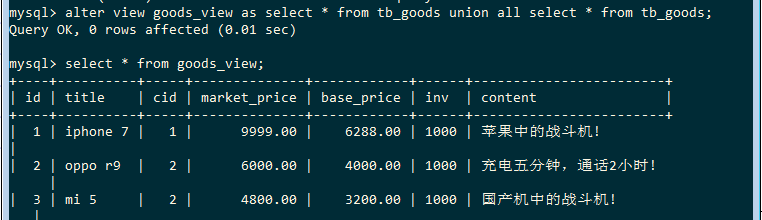 mysql> alter view goods_view as select * from tb_goods union all select * from tb_goods;
Query OK, 0 rows affected (0.01 sec)
mysql> select * from goods_view;
+----+----------+-----+--------------+------------+------+-------------------------+
| id | title | cid | market_price | base_price | inv | content |
+----+----------+-----+--------------+------------+------+-------------------------+
| 1 | iphone 7 | 1 | 9999.00 | 6288.00 | 1000 | 苹果中的战斗机!
|
| 2 | oppo r9 | 2 | 6000.00 | 4000.00 | 1000 | 充电五分钟，通话2小时!
|
| 3 | mi 5 | 2 | 4800.00 | 3200.00 | 1000 | 国产机中的战斗机!
|